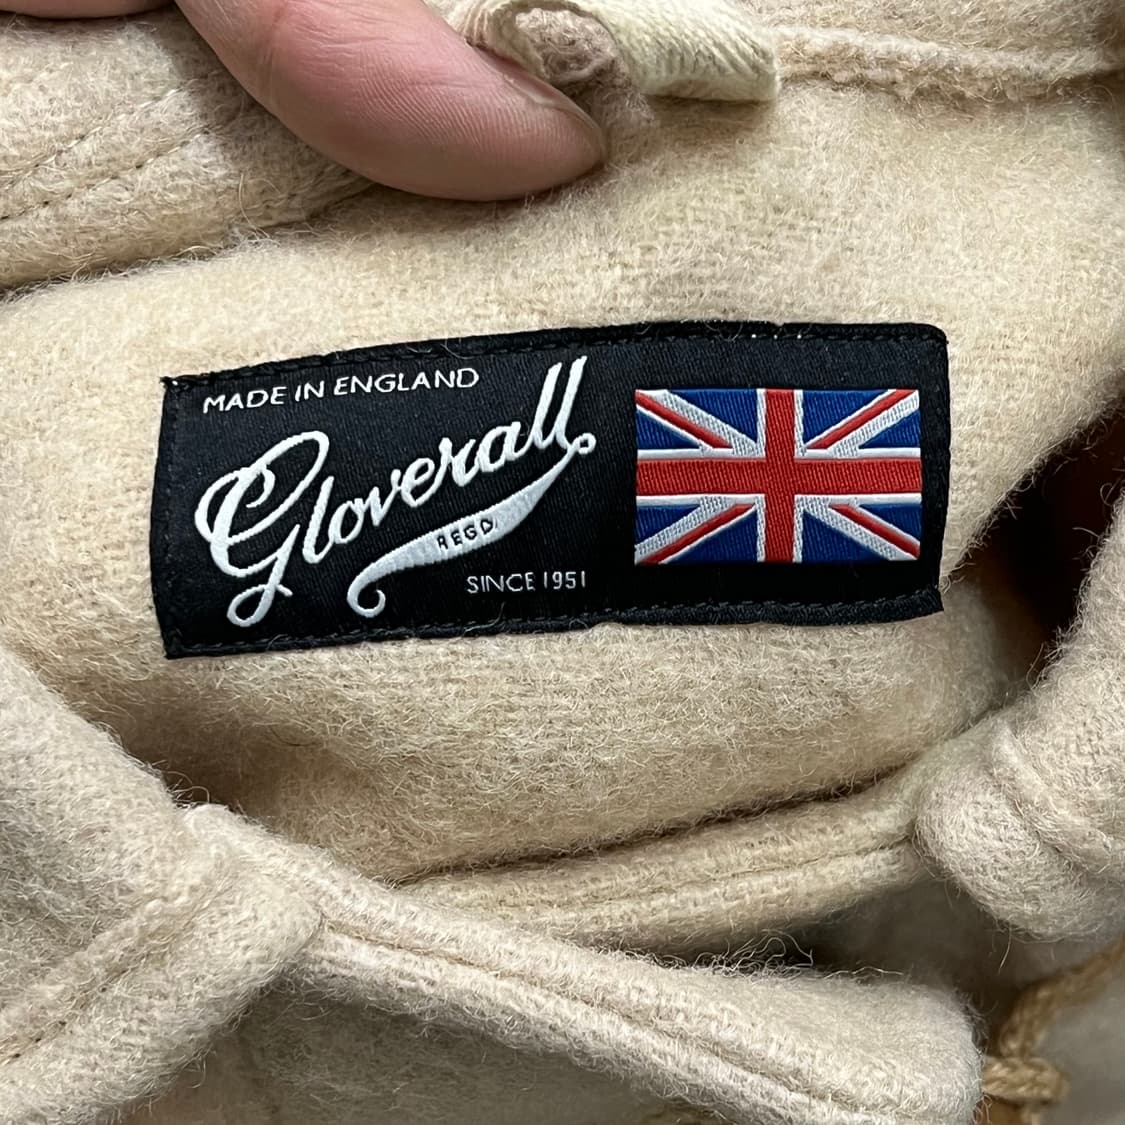 MADE IN ENGLAND
Gloverall
REGD
SINCE 1951